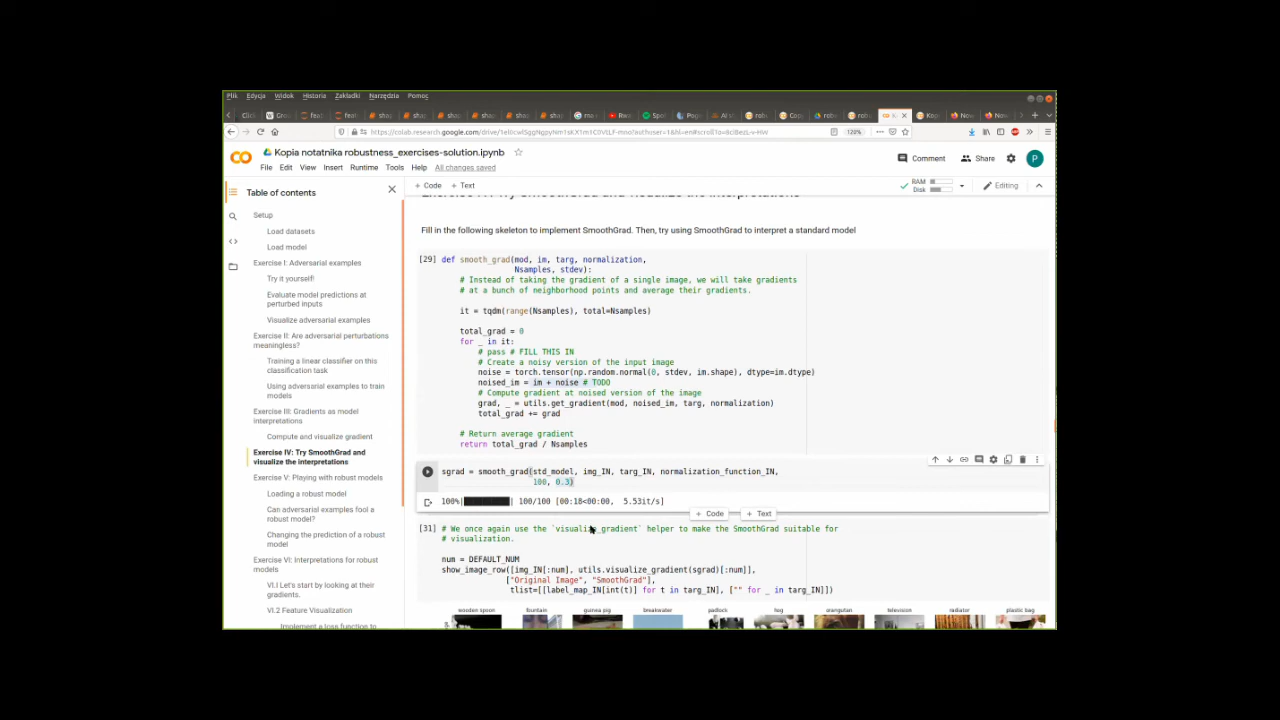 Plik Edycja Widok Historia Zakładki Narzędzia Pomoc
120%
Kopia notatnika robustness_exercises-solution.ipynb
Comment Share P
File Edit View Insert Runtime Tools Help All changes saved
+ Code + Text RAM Disk Editing
Table of contents
Setup
Load datasets
Load model
Exercise I: Adversarial examples
Try it yourself!
Evaluate model predictions at
perturbed inputs
Visualize adversarial examples
Exercise II: Are adversarial perturbations
meaningless?
Training a linear classifier on this
classification task
Using adversarial examples to train
models
Exercise III: Gradients as model
interpretations
Compute and visualize gradient
Exercise IV: Try SmoothGrad and
visualize the interpretations
Exercise V: Playing with robust models
Loading a robust model
Can adversarial examples fool a
robust model?
Changing the prediction of a robust
model
Exercise VI: Interpretations for robust
models
VI.I Let's start by looking at their
gradients.
VI.2 Feature Visualization
Implement a loss function to
Fill in the following skeleton to implement SmoothGrad. Then, try using SmoothGrad to interpret a standard model
[29] def smooth_grad(mod, im, targ, normalization,
Nsamples, stdev):
# Instead of taking the gradient of a single image, we will take gradients
# at a bunch of neighborhood points and average their gradients.
it = tqdm(range(Nsamples), total=Nsamples)
total_grad = 0
for _ in it:
# pass # FILL THIS IN
# Create a noisy version of the input image
noise = torch.tensor(np.random.normal(0, stdev, im.shape), dtype=im.dtype)
noised_im = im + noise # TODO
# Compute gradient at noised version of the image
grad, _ = utils.get_gradient(mod, noised_im, targ, normalization)
total_grad += grad
# Return average gradient
return total_grad / Nsamples
sgrad = smooth_grad(std_model, img_IN, targ_IN, normalization_function_IN,
100, 0.3)
100%| | 100/100 [00:18<00:00, 5.53it/s]
+ Code + Text
[31] # We once again use the `visualize_gradient` helper to make the SmoothGrad suitable for
# visualization.
num = DEFAULT_NUM
show_image_row([img_IN[:num], utils.visualize_gradient(sgrad)[:num]],
["Original Image", "SmoothGrad"],
tlist=[[label_map_IN[int(t)] for t in targ_IN], ["" for _ in targ_IN]])
wooden spoon fountain guinea pig breakwater padlock hog orangutan television radiator plastic bag